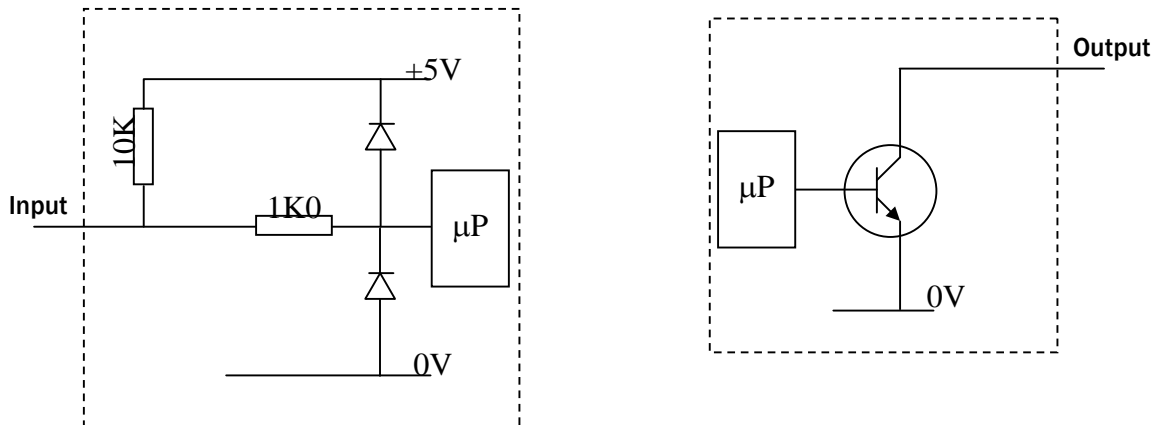 +5V
10K
Input
1K0
μP
0V
Output
μP
0V